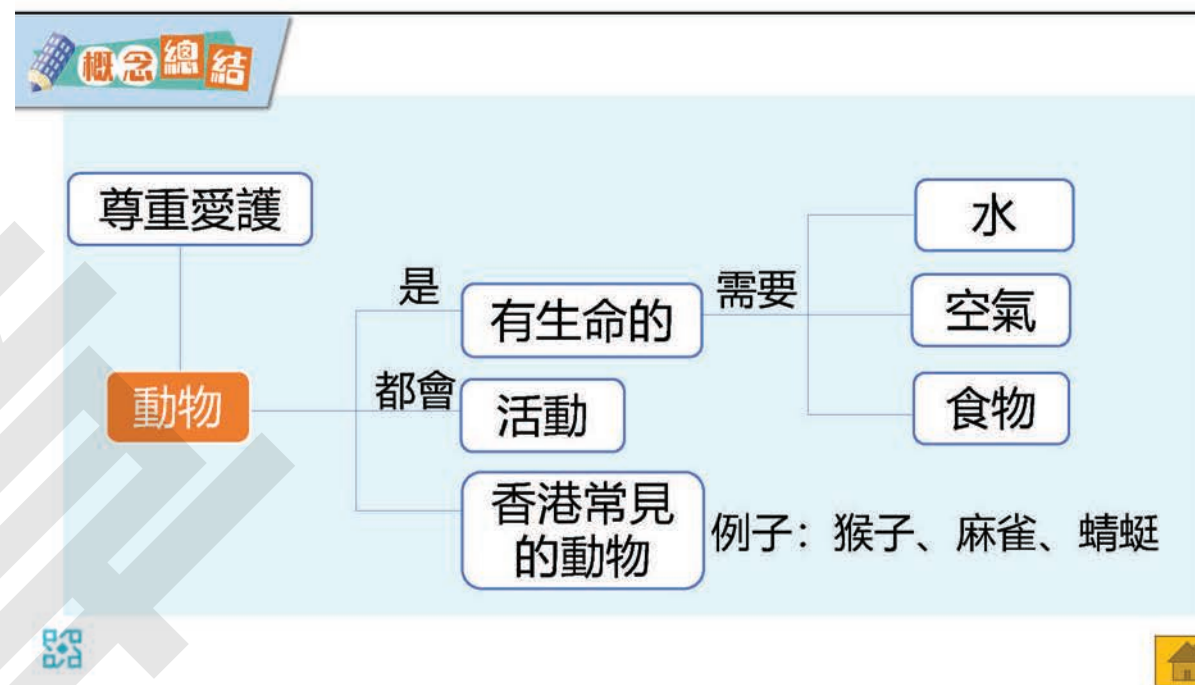 概念總結
尊重愛護
動物
是
有生命的
需要
水
空氣
食物
都會
活動
香港常見
的動物
例子：猴子、麻雀、蜻蜓